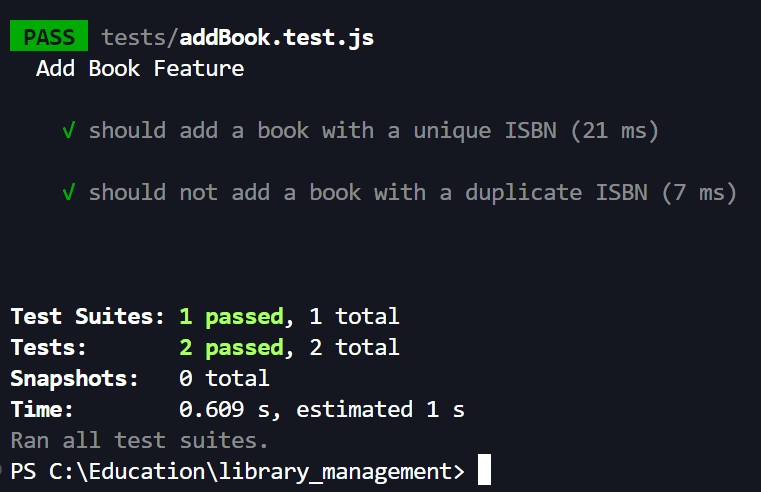 PASS tests/addBook.test.js
Add Book Feature
√ should add a book with a unique ISBN (21 ms)
√ should not add a book with a duplicate ISBN (7 ms)
Test Suites: 1 passed, 1 total
Tests: 2 passed, 2 total
Snapshots: 0 total
Time: 0.609 s, estimated 1 s
Ran all test suites.
PS C:\Education\library_management>